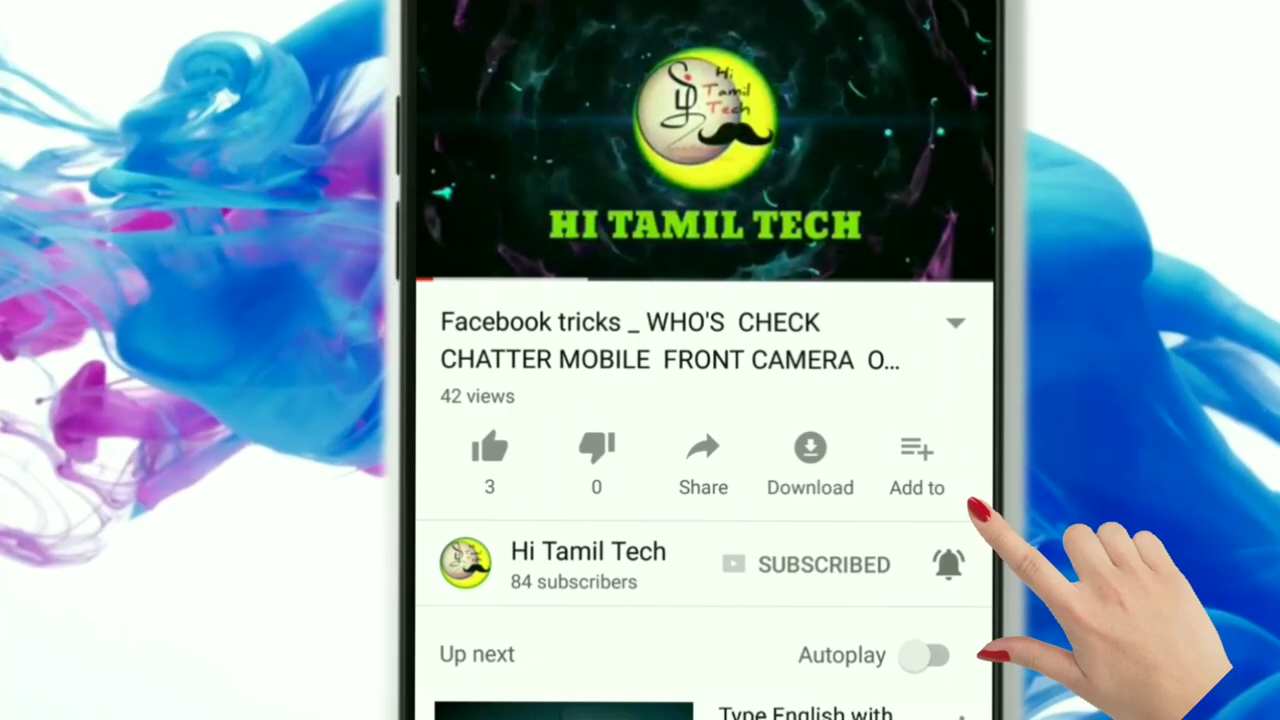 Hi
Tamil
Tech
HI TAMIL TECH
Facebook tricks _ WHO'S CHECK
CHATTER MOBILE FRONT CAMERA O...
42 views
3
0
Share
Download
Add to
Hi Tamil Tech
84 subscribers
SUBSCRIBED
Up next
Autoplay
Type English with